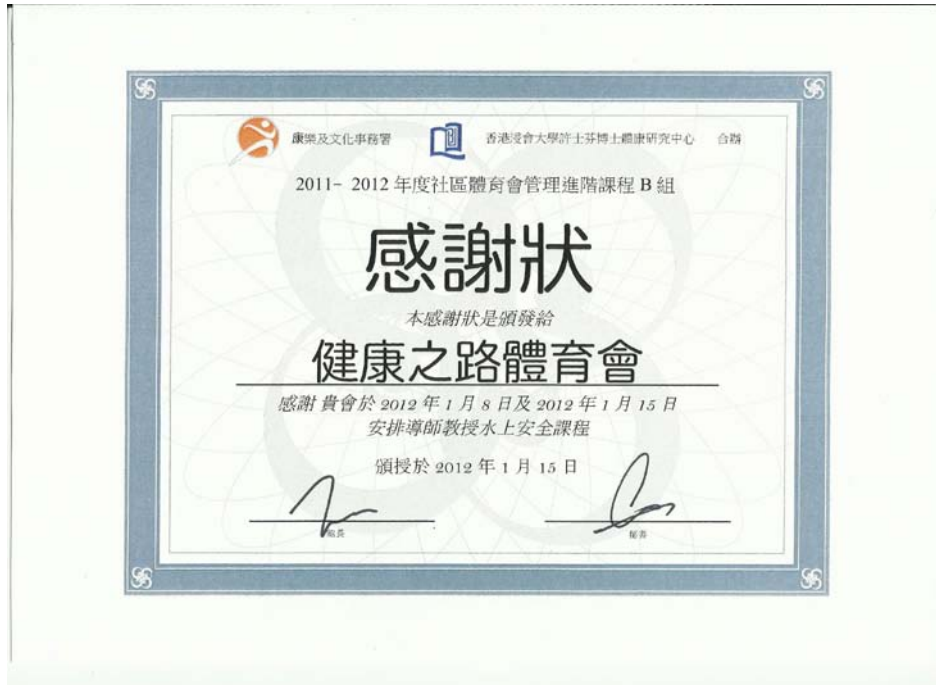 康樂及文化事務署 香港浸會大學許士芬博士體康研究中心 合辦
2011- 2012 年度社區體育會管理進階課程 B 組
感謝狀
本感謝狀是頒發給
健康之路體育會
感謝 貴會於 2012 年 1 月 8 日及 2012 年 1 月 15 日
安排導師教授水上安全課程
頒授於 2012 年 1 月 15 日
組長 秘書